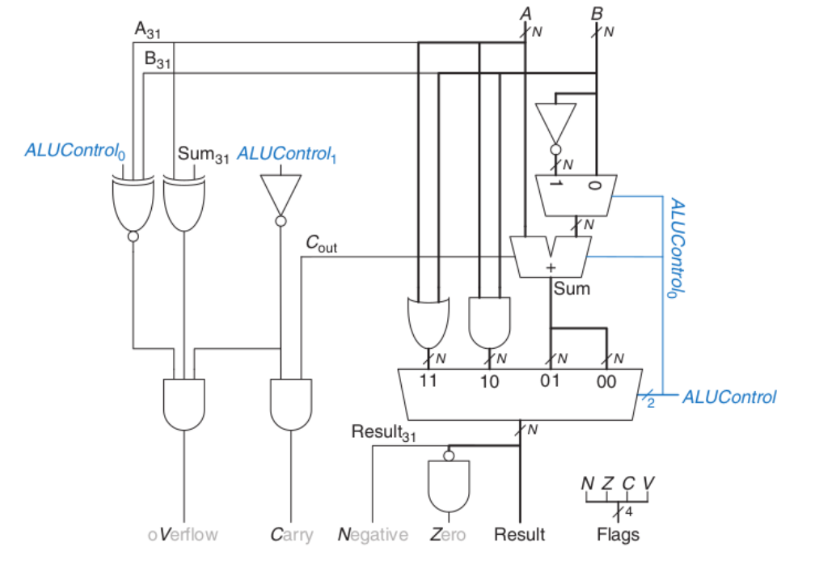 A B
N N
A31
B31
ALUControl0 Sum31 ALUControl1
N
1 0
N
ALUControl0
Cout
+
Sum
N N N N
11 10 01 00
2 ALUControl
Result31 N
N Z C V
4
oVerflow Carry Negative Zero Result Flags